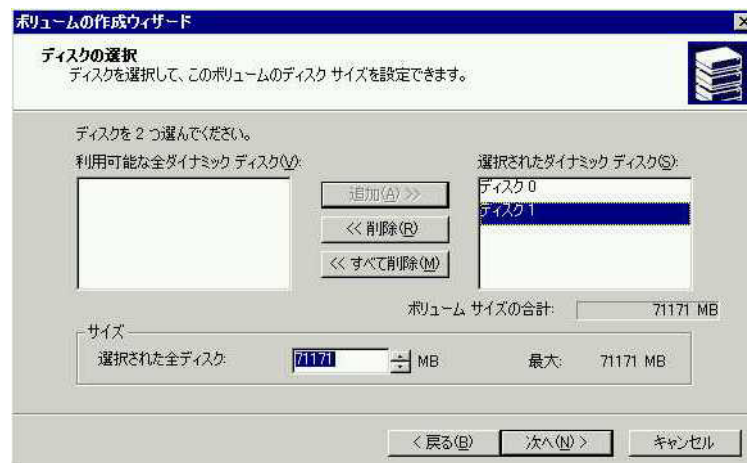 ボリュームの作成ウィザード
ディスクの選択
ディスクを選択して、このボリュームのディスク サイズを設定できます。
ディスクを 2 つ選んでください。
利用可能な全ダイナミック ディスク(V):
選択されたダイナミック ディスク(S):
追加(A) >>
<< 削除(R)
<< すべて削除(M)
ディスク 0
ディスク 1
ボリューム サイズの合計: 71171 MB
サイズ
選択された全ディスク: 71171 MB 最大: 71171 MB
< 戻る(B) 次へ(N) > キャンセル